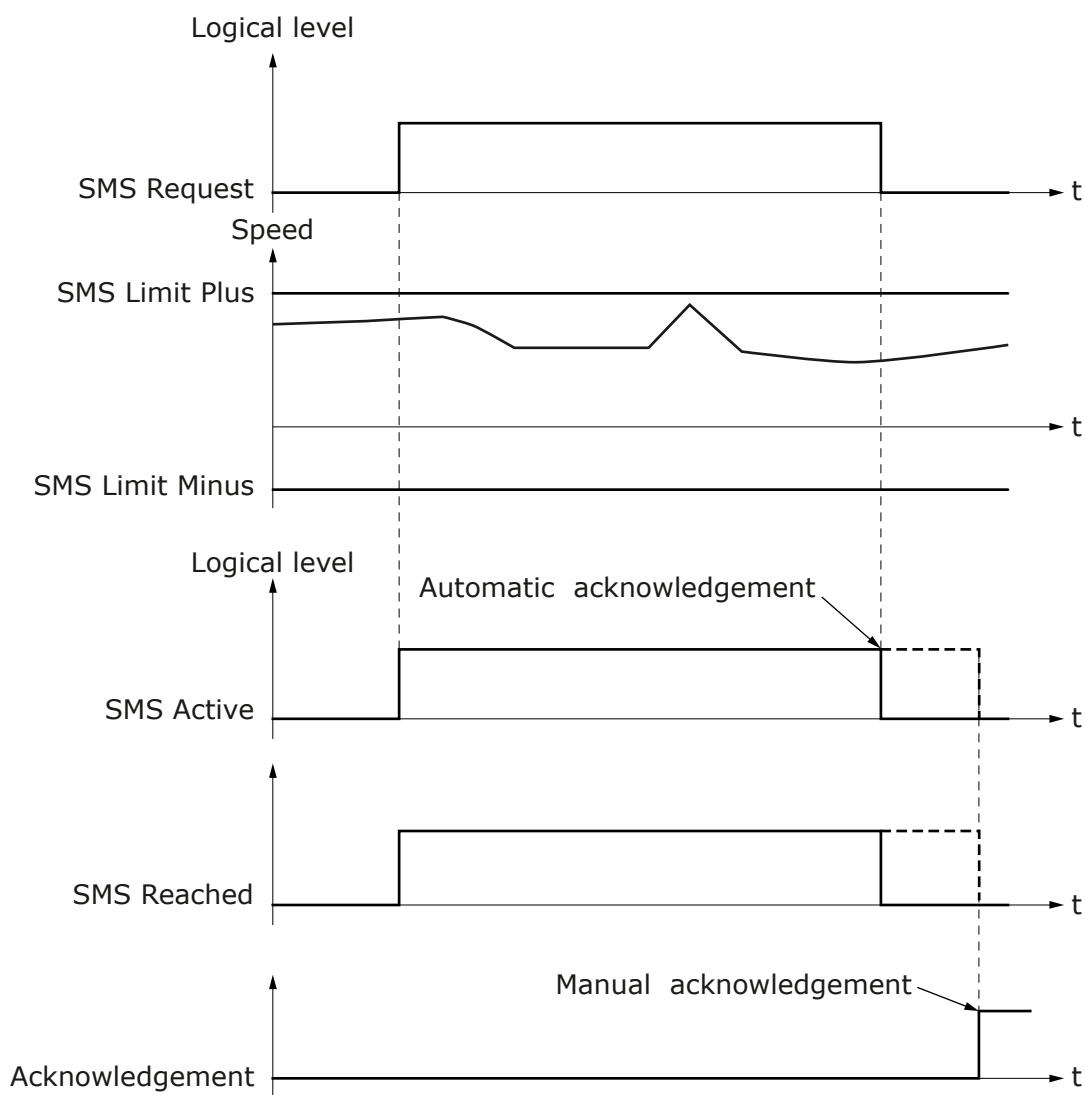 Logical level
SMS Request
t
Speed
SMS Limit Plus
t
SMS Limit Minus
Logical level
Automatic acknowledgement
SMS Active
t
SMS Reached
t
Manual acknowledgement
Acknowledgement
t